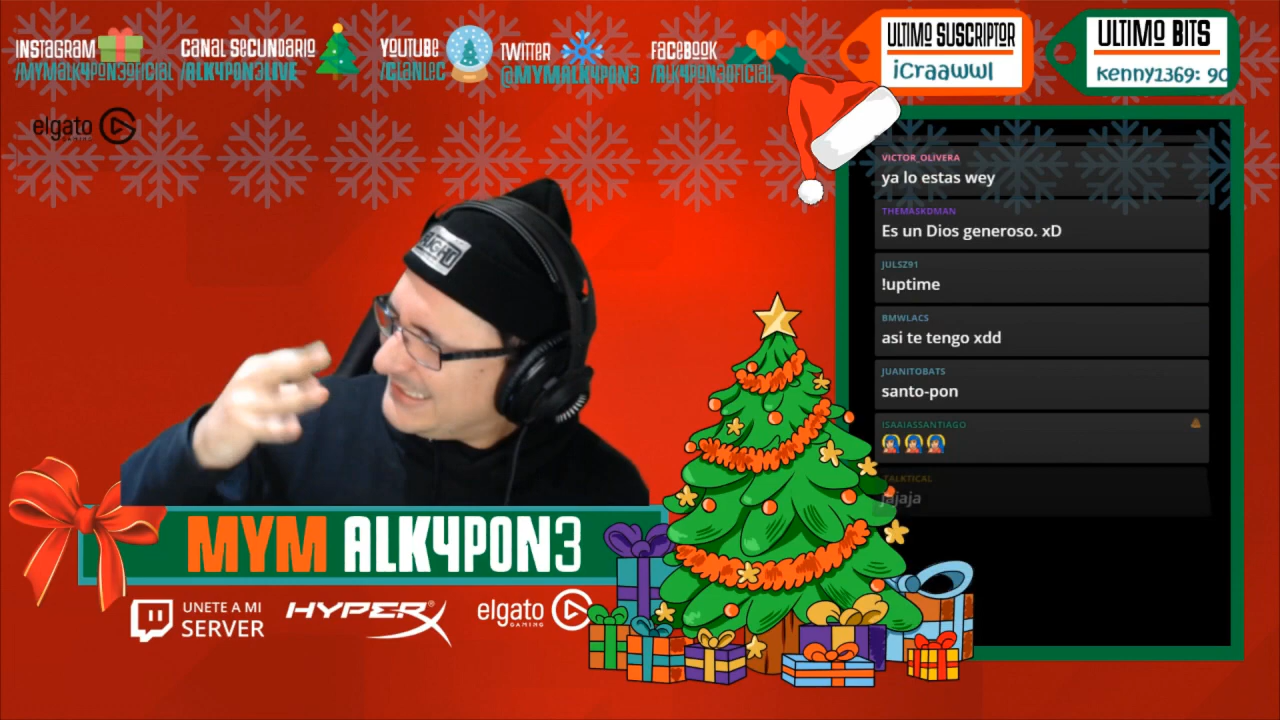 INSTAGRAM
/MYMALK4PON3OFICIAL
CANAL SECUNDARIO
/ALK4PON3LIVE
YOUTUBE
/CLANLEC
TWITTER
@MYMALK4PON3
FACEBOOK
/ALK4PON3OFICIAL
ULTIMO SUSCRIPTOR
iCraawwl
ULTIMO BITS
kenny1369: 90
elgato
GAMING
VICTOR_OLIVERA
ya lo estas wey
THEMASKDMAN
Es un Dios generoso. xD
JULSZ91
!uptime
BMWLACS
asi te tengo xdd
JUANITOBATS
santo-pon
ISAAIASSANTIAGO
TALKTICAL
jajaja
MYM ALK4PON3
UNETE A MI
SERVER
HYPERX
elgato
GAMING